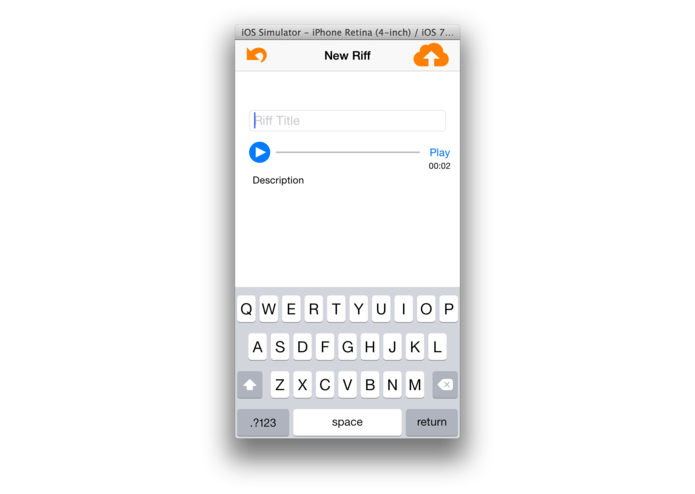 iOS Simulator – iPhone Retina (4-inch) / iOS 7...
New Riff
Riff Title
Play
00:02
Description
Q W E R T Y U I O P
A S D F G H J K L
Z X C V B N M
.?123 space return